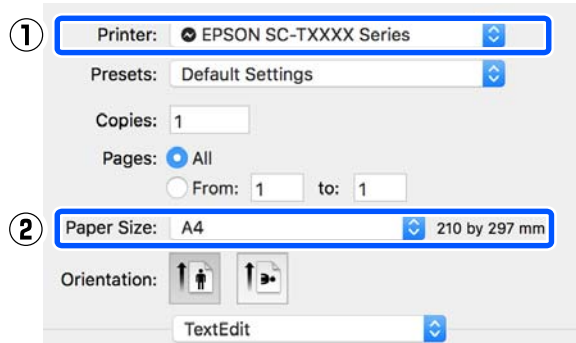 ① Printer: EPSON SC-TXXXX Series
Presets: Default Settings
Copies: 1
Pages: All
From: 1 to: 1
② Paper Size: A4 210 by 297 mm
Orientation:
TextEdit